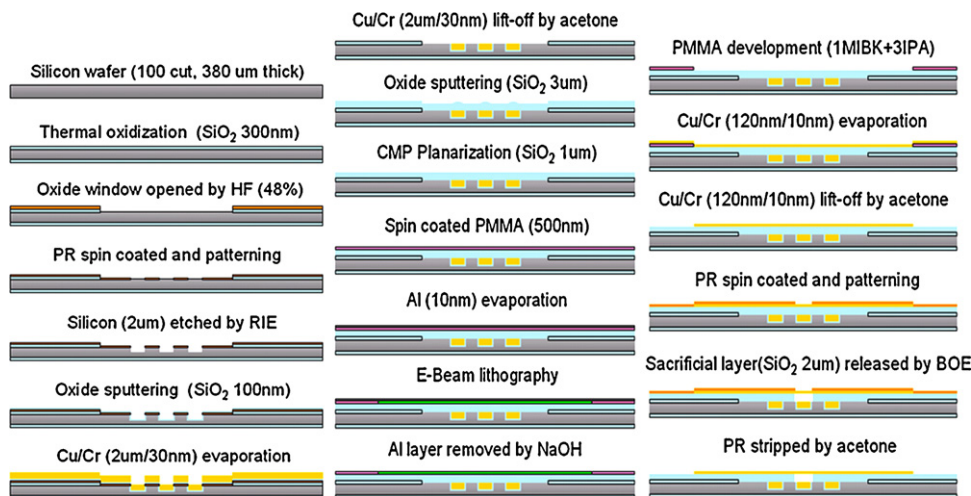 Silicon wafer (100 cut, 380 um thick)
Thermal oxidization (SiO₂ 300nm)
Oxide window opened by HF (48%)
PR spin coated and patterning
Silicon (2um) etched by RIE
Oxide sputtering (SiO₂ 100nm)
Cu/Cr (2um/30nm) evaporation
Cu/Cr (2um/30nm) lift-off by acetone
Oxide sputtering (SiO₂ 3um)
CMP Planarization (SiO₂ 1um)
Spin coated PMMA (500nm)
Al (10nm) evaporation
E-Beam lithography
Al layer removed by NaOH
PMMA development (1MIBK+3IPA)
Cu/Cr (120nm/10nm) evaporation
Cu/Cr (120nm/10nm) lift-off by acetone
PR spin coated and patterning
Sacrificial layer(SiO₂ 2um) released by BOE
PR stripped by acetone